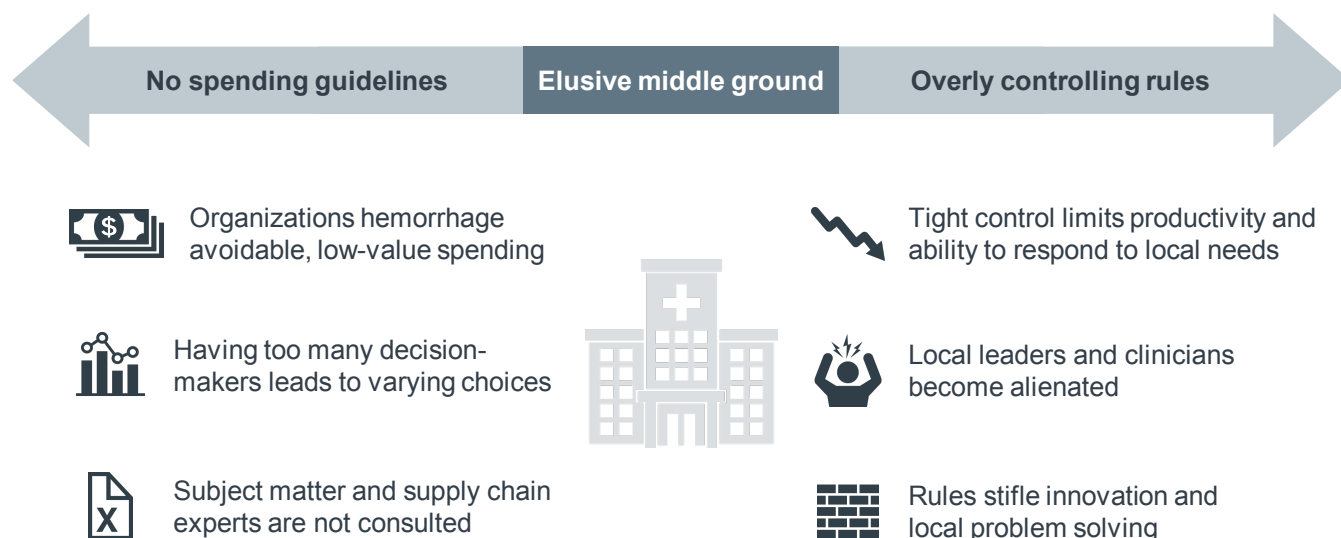 No spending guidelines
Elusive middle ground
Overly controlling rules
$
Organizations hemorrhage
avoidable, low-value spending
Having too many decision-
makers leads to varying choices
X
Subject matter and supply chain
experts are not consulted
Tight control limits productivity and
ability to respond to local needs
Local leaders and clinicians
become alienated
Rules stifle innovation and
local problem solving